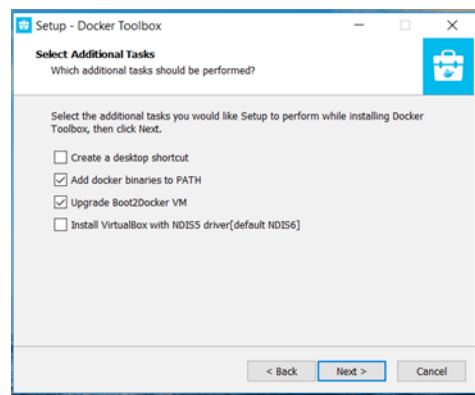 Setup - Docker Toolbox
Select Additional Tasks
Which additional tasks should be performed?
Select the additional tasks you would like Setup to perform while installing Docker
Toolbox, then click Next.
Create a desktop shortcut
Add docker binaries to PATH
Upgrade Boot2Docker VM
Install VirtualBox with NDIS5 driver[default NDIS6]
< Back Next > Cancel